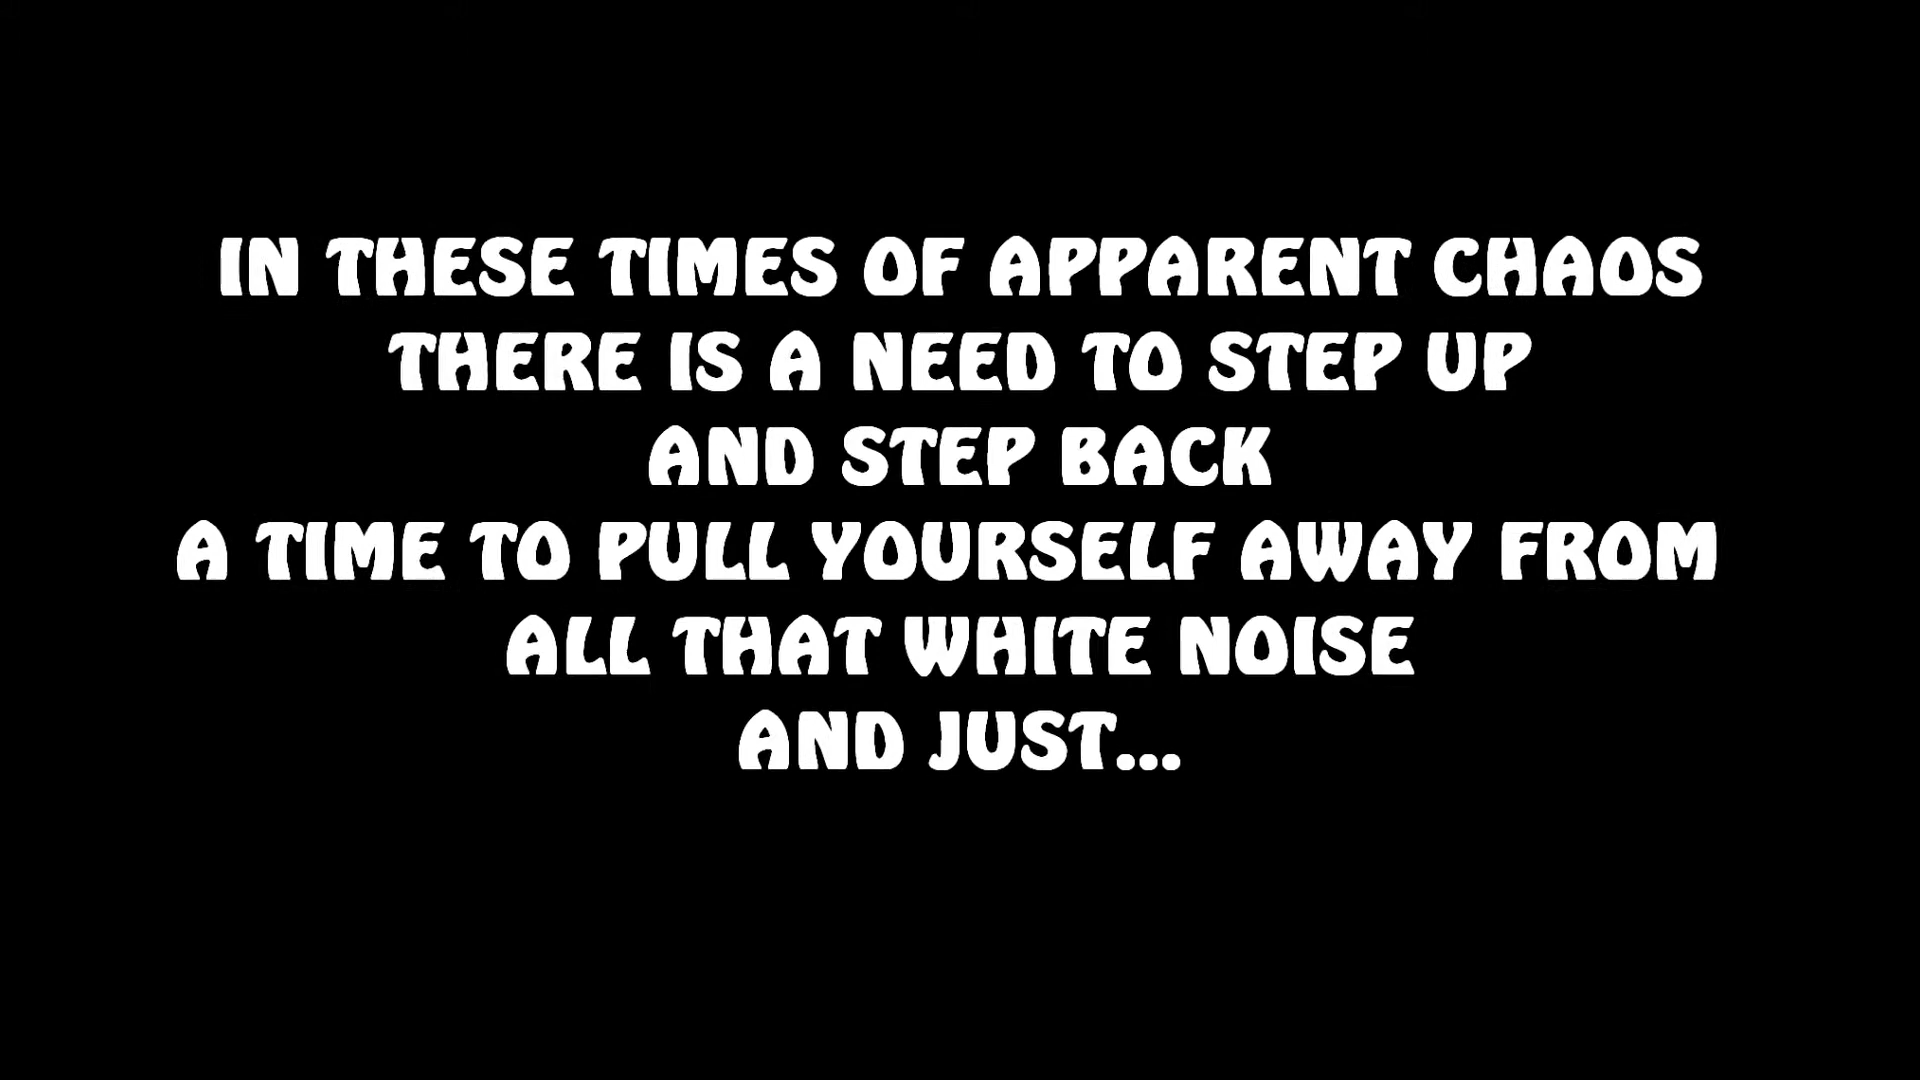 IN THESE TIMES OF APPARENT CHAOS
THERE IS A NEED TO STEP UP
AND STEP BACK
A TIME TO PULL YOURSELF AWAY FROM
ALL THAT WHITE NOISE
AND JUST...